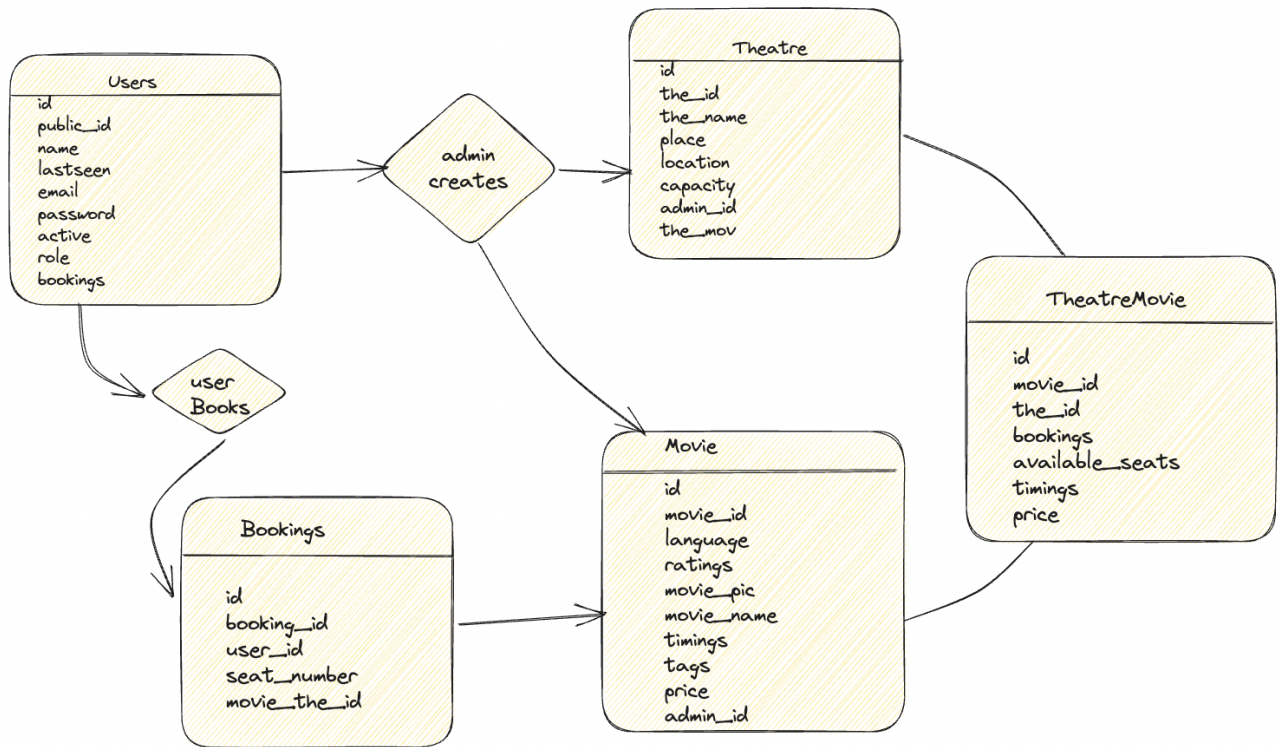 Users
id
public_id
name
lastseen
email
password
active
role
bookings
admin
creates
Theatre
id
the_id
the_name
place
location
capacity
admin_id
the_mov
TheatreMovie
id
movie_id
the_id
bookings
available_seats
timings
price
user
Books
Bookings
id
booking_id
user_id
seat_number
movie_the_id
Movie
id
movie_id
language
ratings
movie_pic
movie_name
timings
tags
price
admin_id